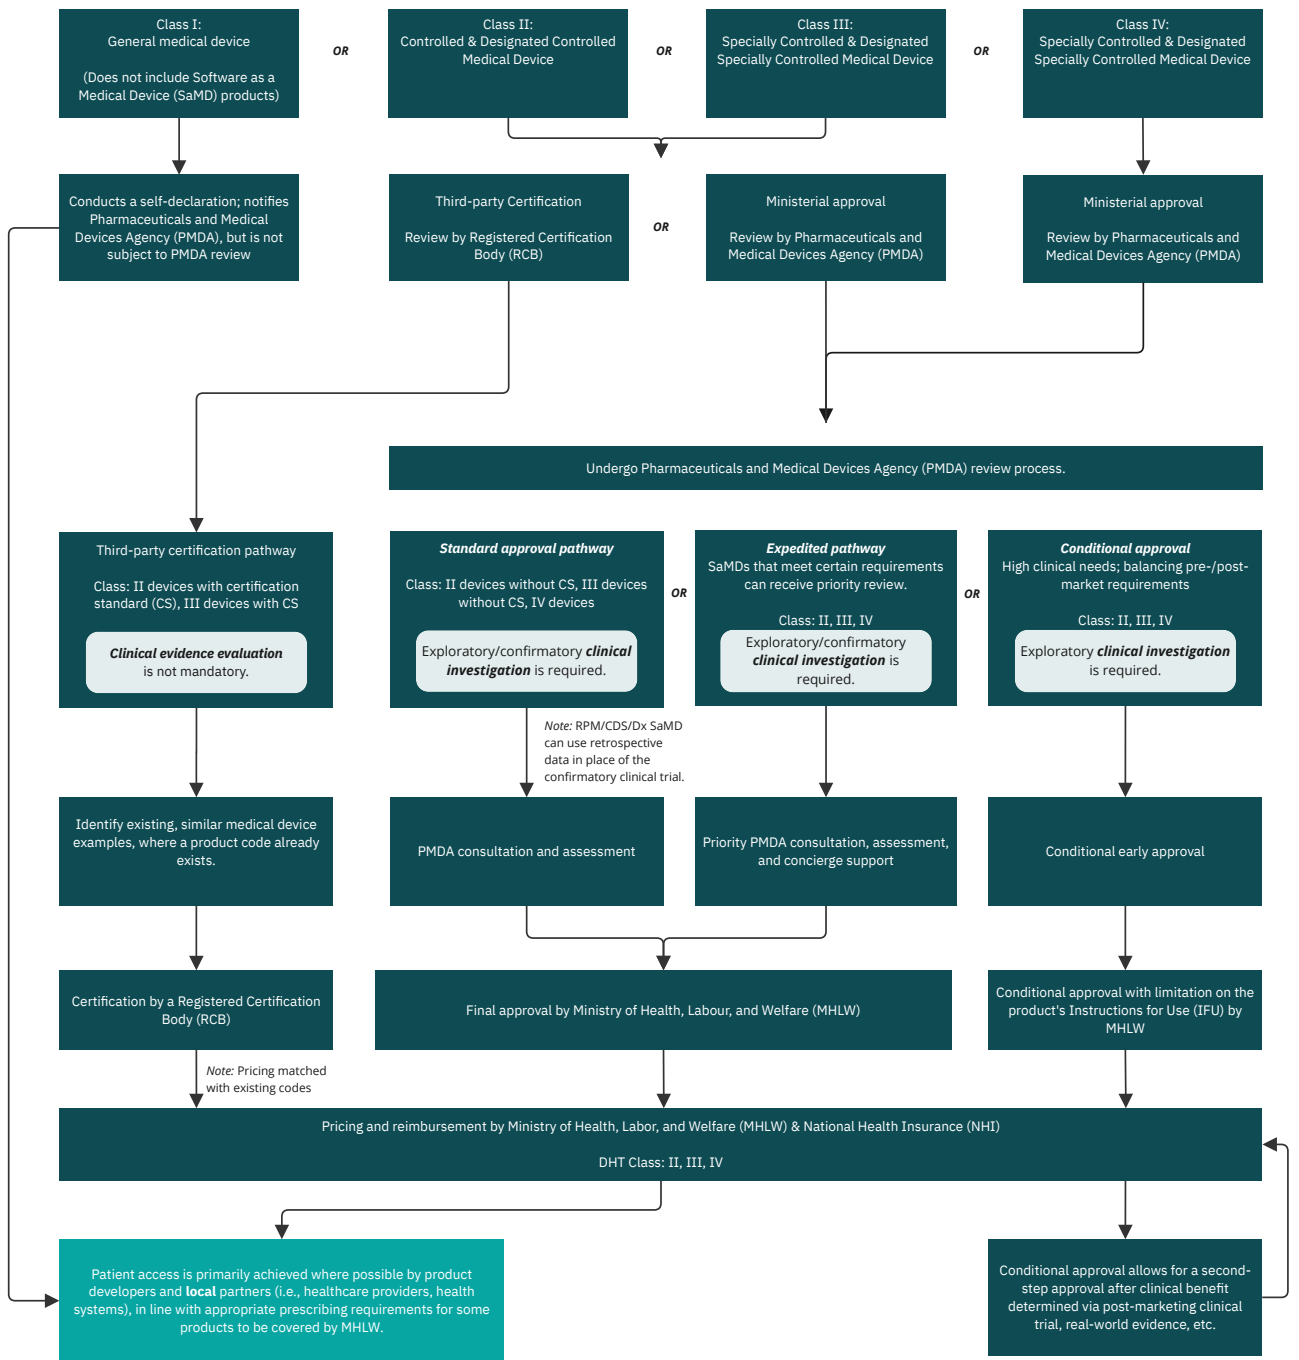 Class I:
General medical device
(Does not include Software as a
Medical Device (SaMD) products)
OR
Class II:
Controlled & Designated Controlled
Medical Device
OR
Class III:
Specially Controlled & Designated
Specially Controlled Medical Device
OR
Class IV:
Specially Controlled & Designated
Specially Controlled Medical Device
Conducts a self-declaration; notifies
Pharmaceuticals and Medical
Devices Agency (PMDA), but is not
subject to PMDA review
Third-party Certification
Review by Registered Certification
Body (RCB)
OR
Ministerial approval
Review by Pharmaceuticals and
Medical Devices Agency (PMDA)
Ministerial approval
Review by Pharmaceuticals and
Medical Devices Agency (PMDA)
Undergo Pharmaceuticals and Medical Devices Agency (PMDA) review process.
Third-party certification pathway
Class: II devices with certification
standard (CS), III devices with CS
Clinical evidence evaluation
is not mandatory.
Standard approval pathway
Class: II devices without CS, III devices
without CS, IV devices
Exploratory/confirmatory clinical
investigation is required.
OR
Expedited pathway
SaMDs that meet certain requirements
can receive priority review.
Class: II, III, IV
Exploratory/confirmatory
clinical investigation is
required.
OR
Conditional approval
High clinical needs; balancing pre-/post-
market requirements
Class: II, III, IV
Exploratory clinical investigation
is required.
Note: RPM/CDS/Dx SaMD
can use retrospective
data in place of the
confirmatory clinical trial.
Identify existing, similar medical device
examples, where a product code already
exists.
PMDA consultation and assessment
Priority PMDA consultation, assessment,
and concierge support
Conditional early approval
Certification by a Registered Certification
Body (RCB)
Final approval by Ministry of Health, Labour, and Welfare (MHLW)
Conditional approval with limitation on the
product's Instructions for Use (IFU) by
MHLW
Note: Pricing matched
with existing codes
Pricing and reimbursement by Ministry of Health, Labor, and Welfare (MHLW) & National Health Insurance (NHI)
DHT Class: II, III, IV
Patient access is primarily achieved where possible by product
developers and local partners (i.e., healthcare providers, health
systems), in line with appropriate prescribing requirements for some
products to be covered by MHLW.
Conditional approval allows for a second-
step approval after clinical benefit
determined via post-marketing clinical
trial, real-world evidence, etc.